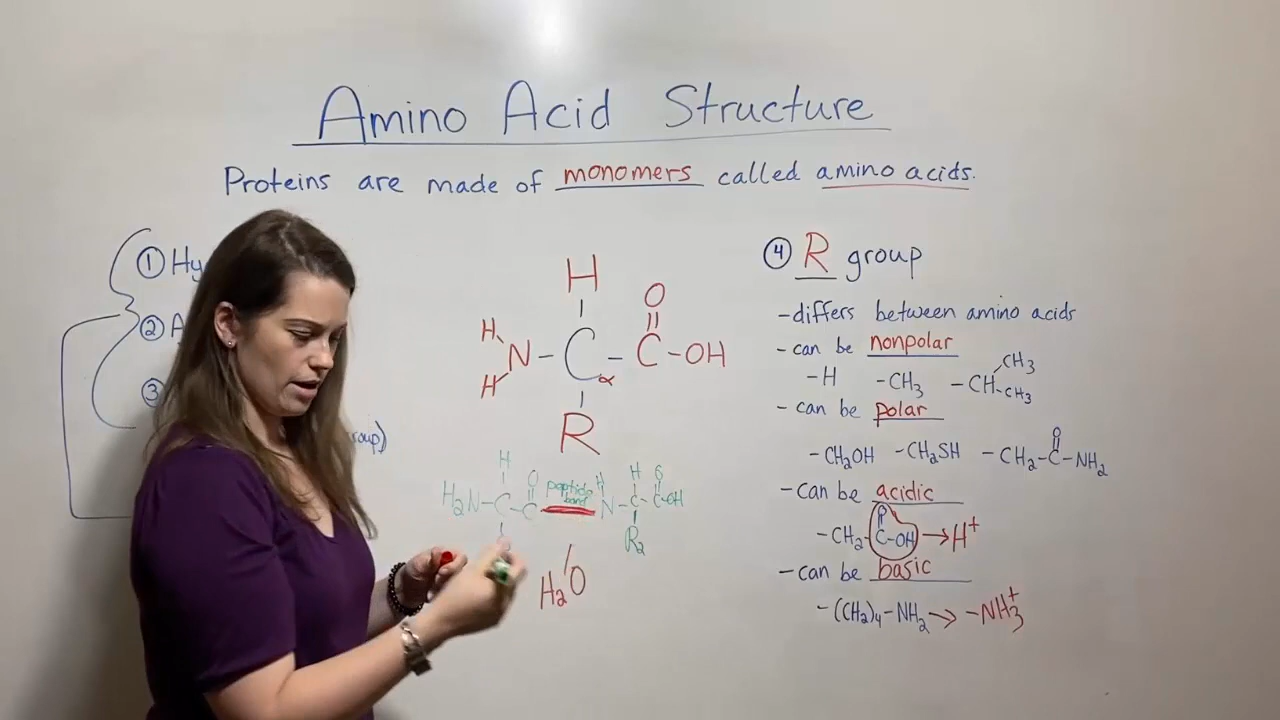 Amino Acid Structure
Proteins are made of monomers called amino acids.
① Hy
② A
③
roup)
H
O
H
N - C - C - OH
H
α
R
H O H H O
H2N - C - C peptide bond N - C - C - OH
R2
H2O
④ R group
- differs between amino acids
- can be nonpolar
-H -CH3 -CH-CH3
CH3
- can be polar
O
-CH2OH -CH2SH -CH2-C-NH2
- can be acidic
O
-CH2-C-OH → H+
- can be basic
-(CH2)4-NH2 → -NH3+